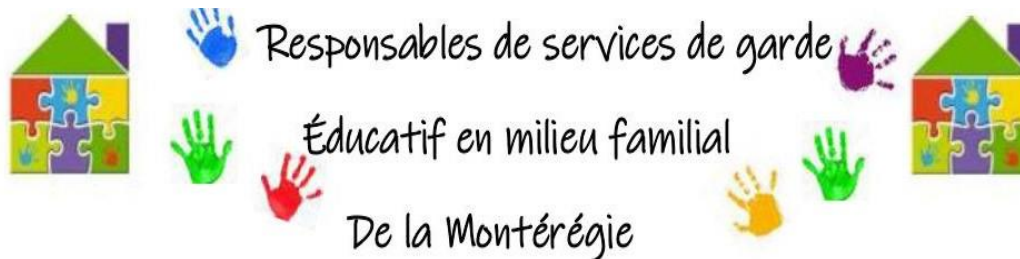 Responsables de services de garde
Éducatif en milieu familial
De la Montérégie